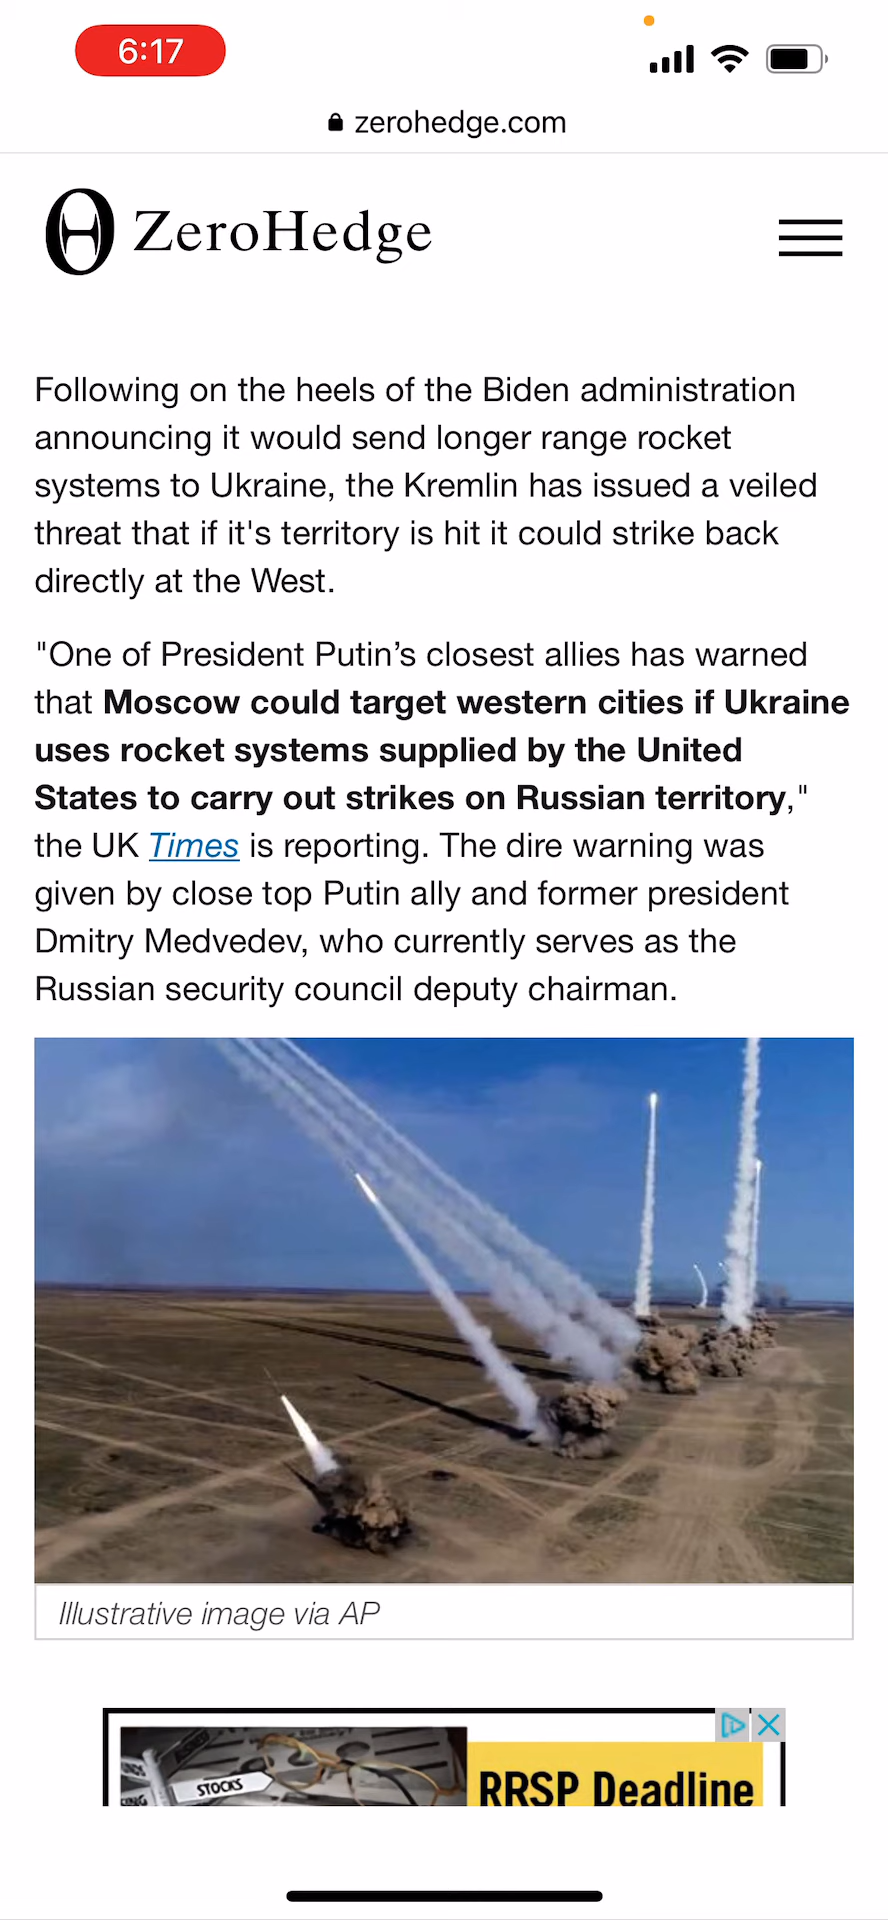 6:17
zerohedge.com
ZeroHedge
Following on the heels of the Biden administration
announcing it would send longer range rocket
systems to Ukraine, the Kremlin has issued a veiled
threat that if it's territory is hit it could strike back
directly at the West.
"One of President Putin’s closest allies has warned
that Moscow could target western cities if Ukraine
uses rocket systems supplied by the United
States to carry out strikes on Russian territory,"
the UK Times is reporting. The dire warning was
given by close top Putin ally and former president
Dmitry Medvedev, who currently serves as the
Russian security council deputy chairman.
Illustrative image via AP
STOCKS
RRSP Deadline